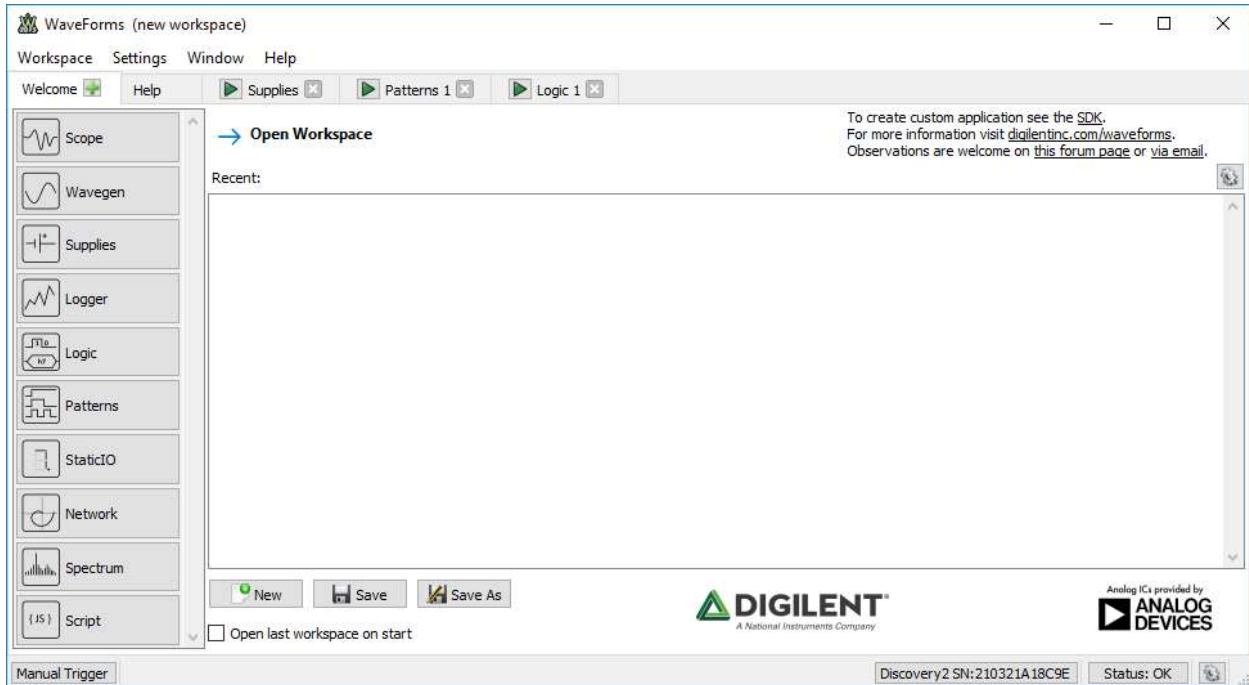 WaveForms (new workspace)
Workspace Settings Window Help
Welcome Help Supplies Patterns 1 Logic 1
Scope
Wavegen
Supplies
Logger
Logic
Patterns
StaticIO
Network
Spectrum
{JS} Script
Open Workspace
To create custom application see the SDK.
For more information visit digilentinc.com/waveforms.
Observations are welcome on this forum page or via email.
Recent:
New Save Save As
Open last workspace on start
DIGILENT
A National Instruments Company
Analog ICs provided by
ANALOG
DEVICES
Manual Trigger Discovery2 SN:210321A18C9E Status: OK